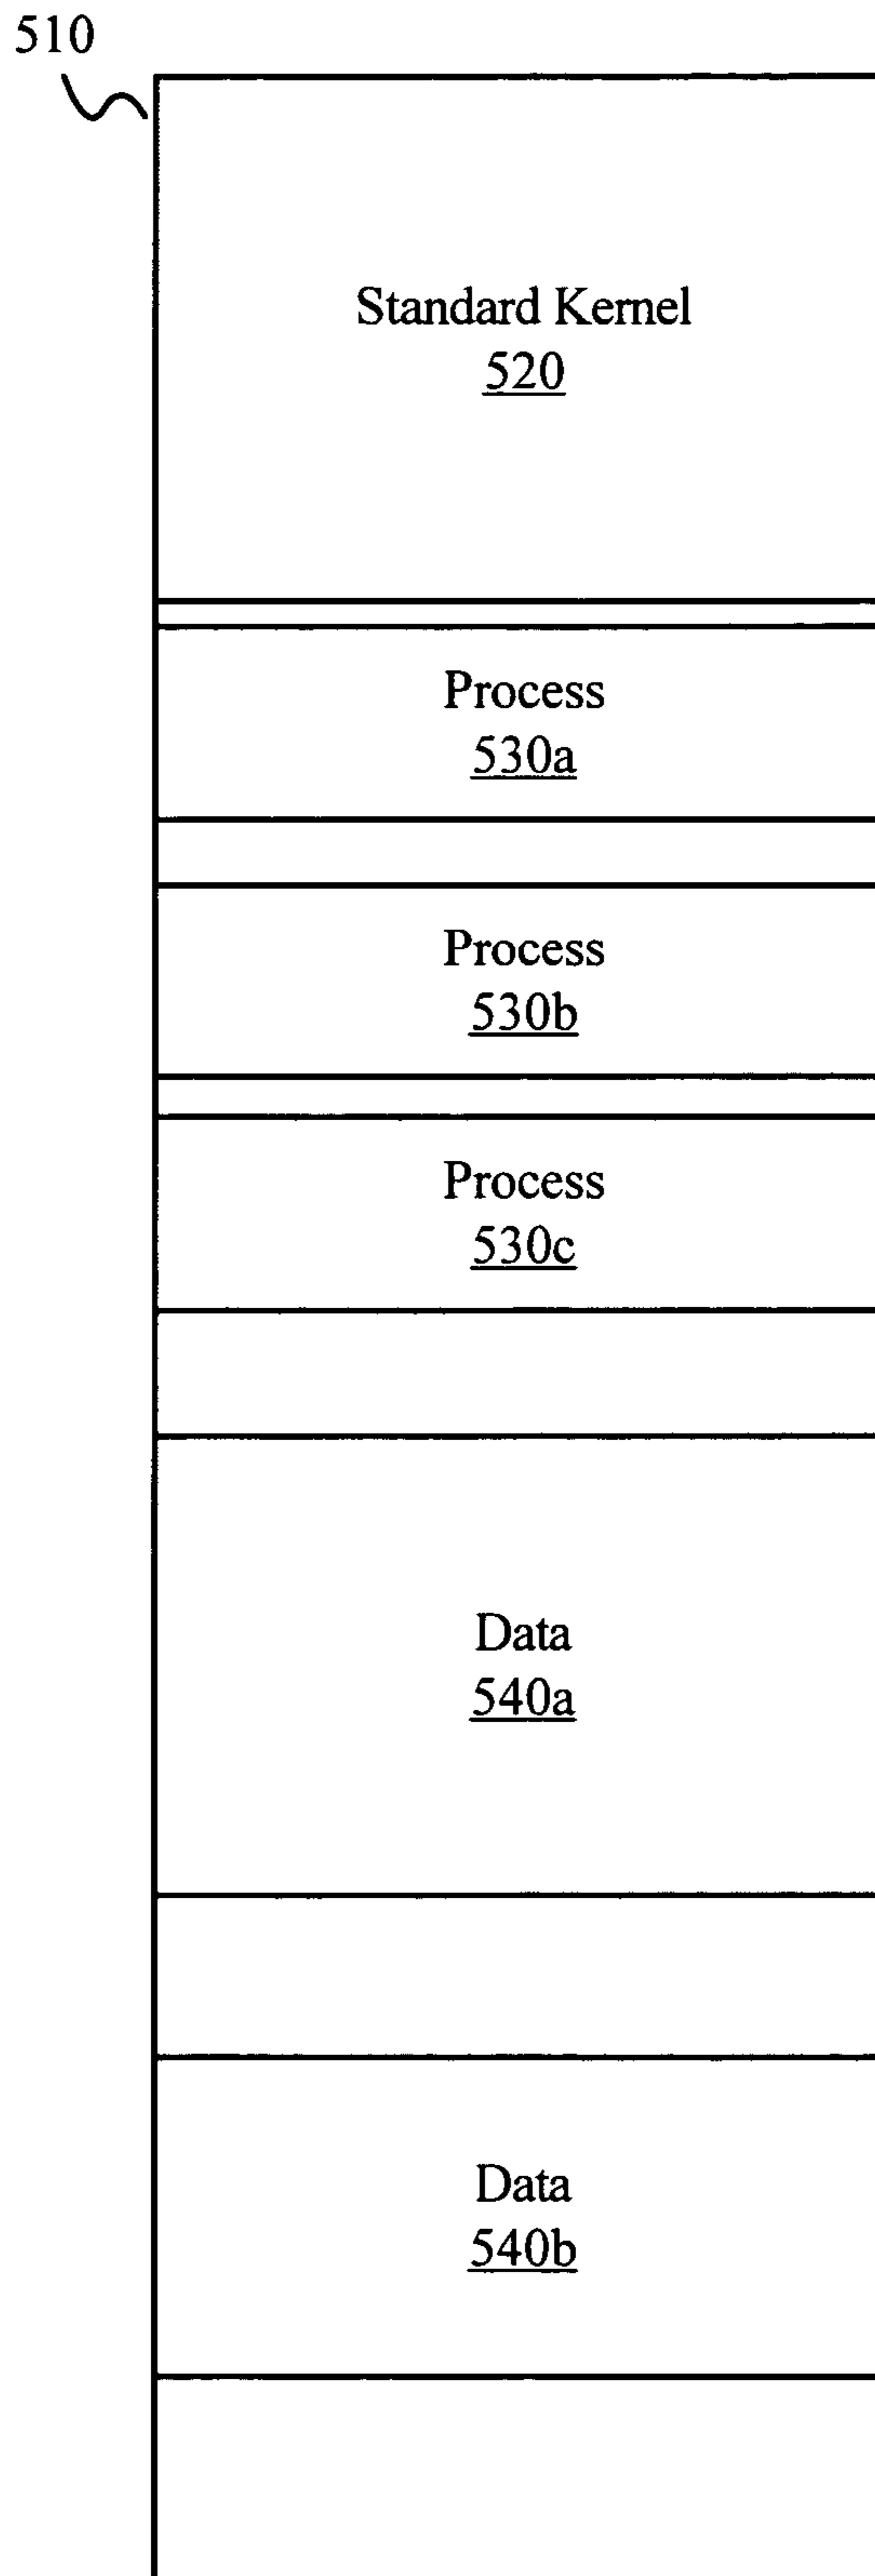 510
Standard Kernel
520
Process
530a
Process
530b
Process
530c
Data
540a
Data
540b